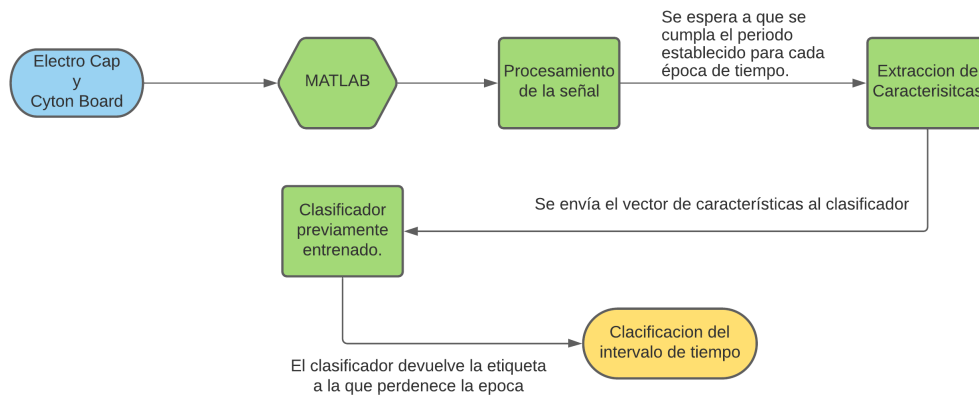 Electro Cap
y
Cyton Board
MATLAB
Procesamiento
de la señal
Se espera a que se
cumpla el periodo
establecido para cada
época de tiempo.
Extraccion de
Caracterisitcas
Se envía el vector de características al clasificador
Clasificador
previamente
entrenado.
El clasificador devuelve la etiqueta
a la que perdenece la epoca
Clacificacion del
intervalo de tiempo